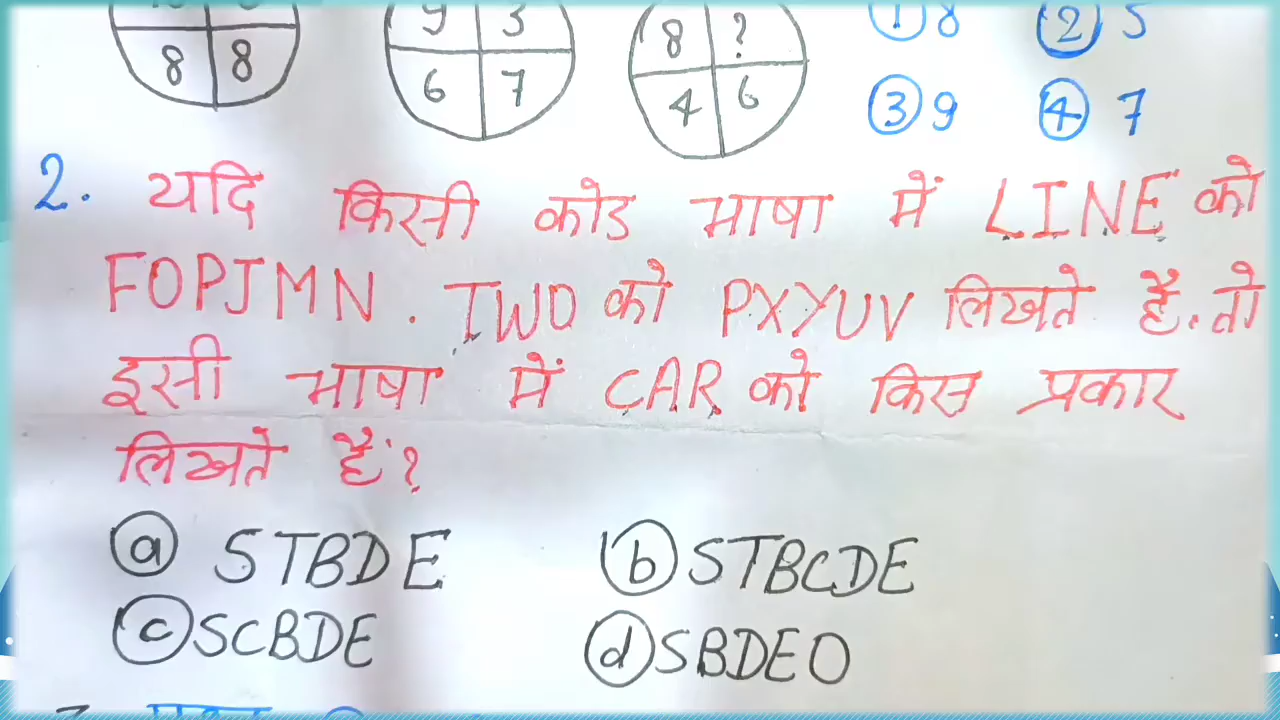 9 3 8 ? ① 8 ② 5
8 8 6 7 4 6 ③ 9 ④ 7
2. यदि किसी कोड भाषा में LINE को
FOPJMN. TWO को PXYUV लिखते है. तो
इसी भाषा में CAR को किस प्रकार
लिखते हैं?
ⓐ STBDE ⓑ STBCDE
ⓒ SCBDE ⓓ SBDEO